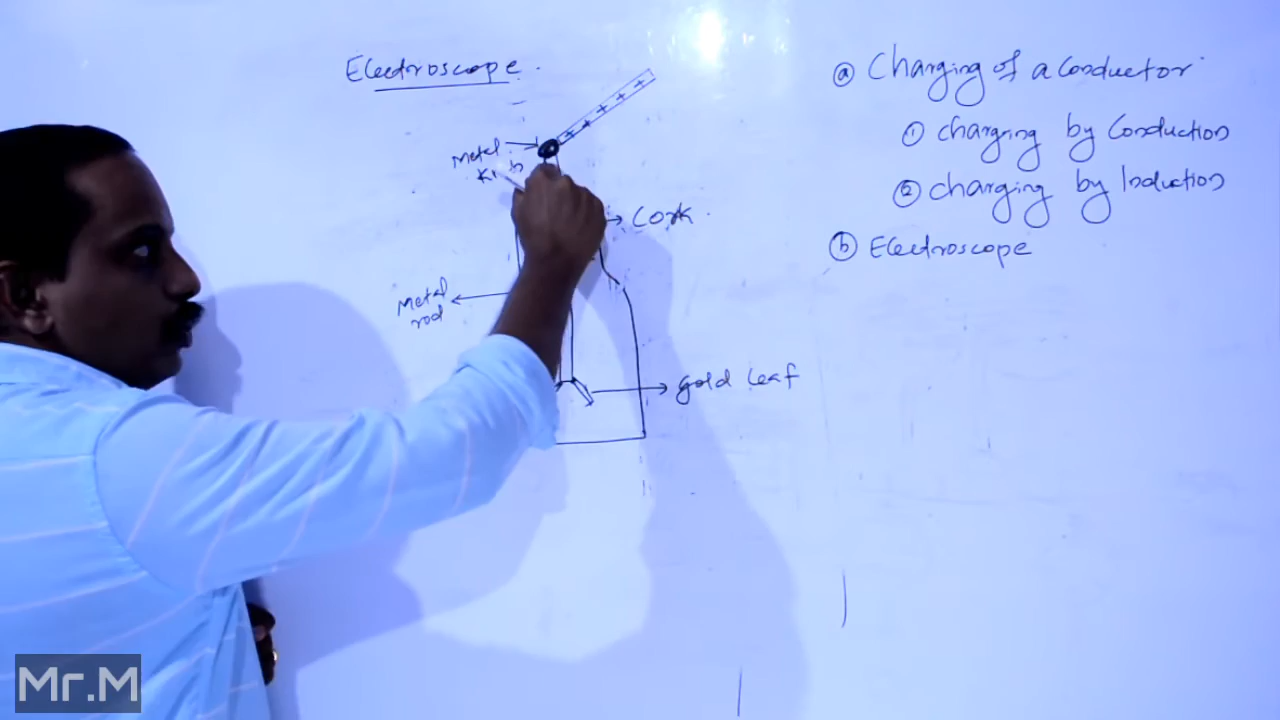 Electroscope.
Metal
Metal
rod
Cork.
gold leaf
ⓐ Charging of a Conductor
① charging by Conduction
② charging by Induction
ⓑ Electroscope
Mr.M